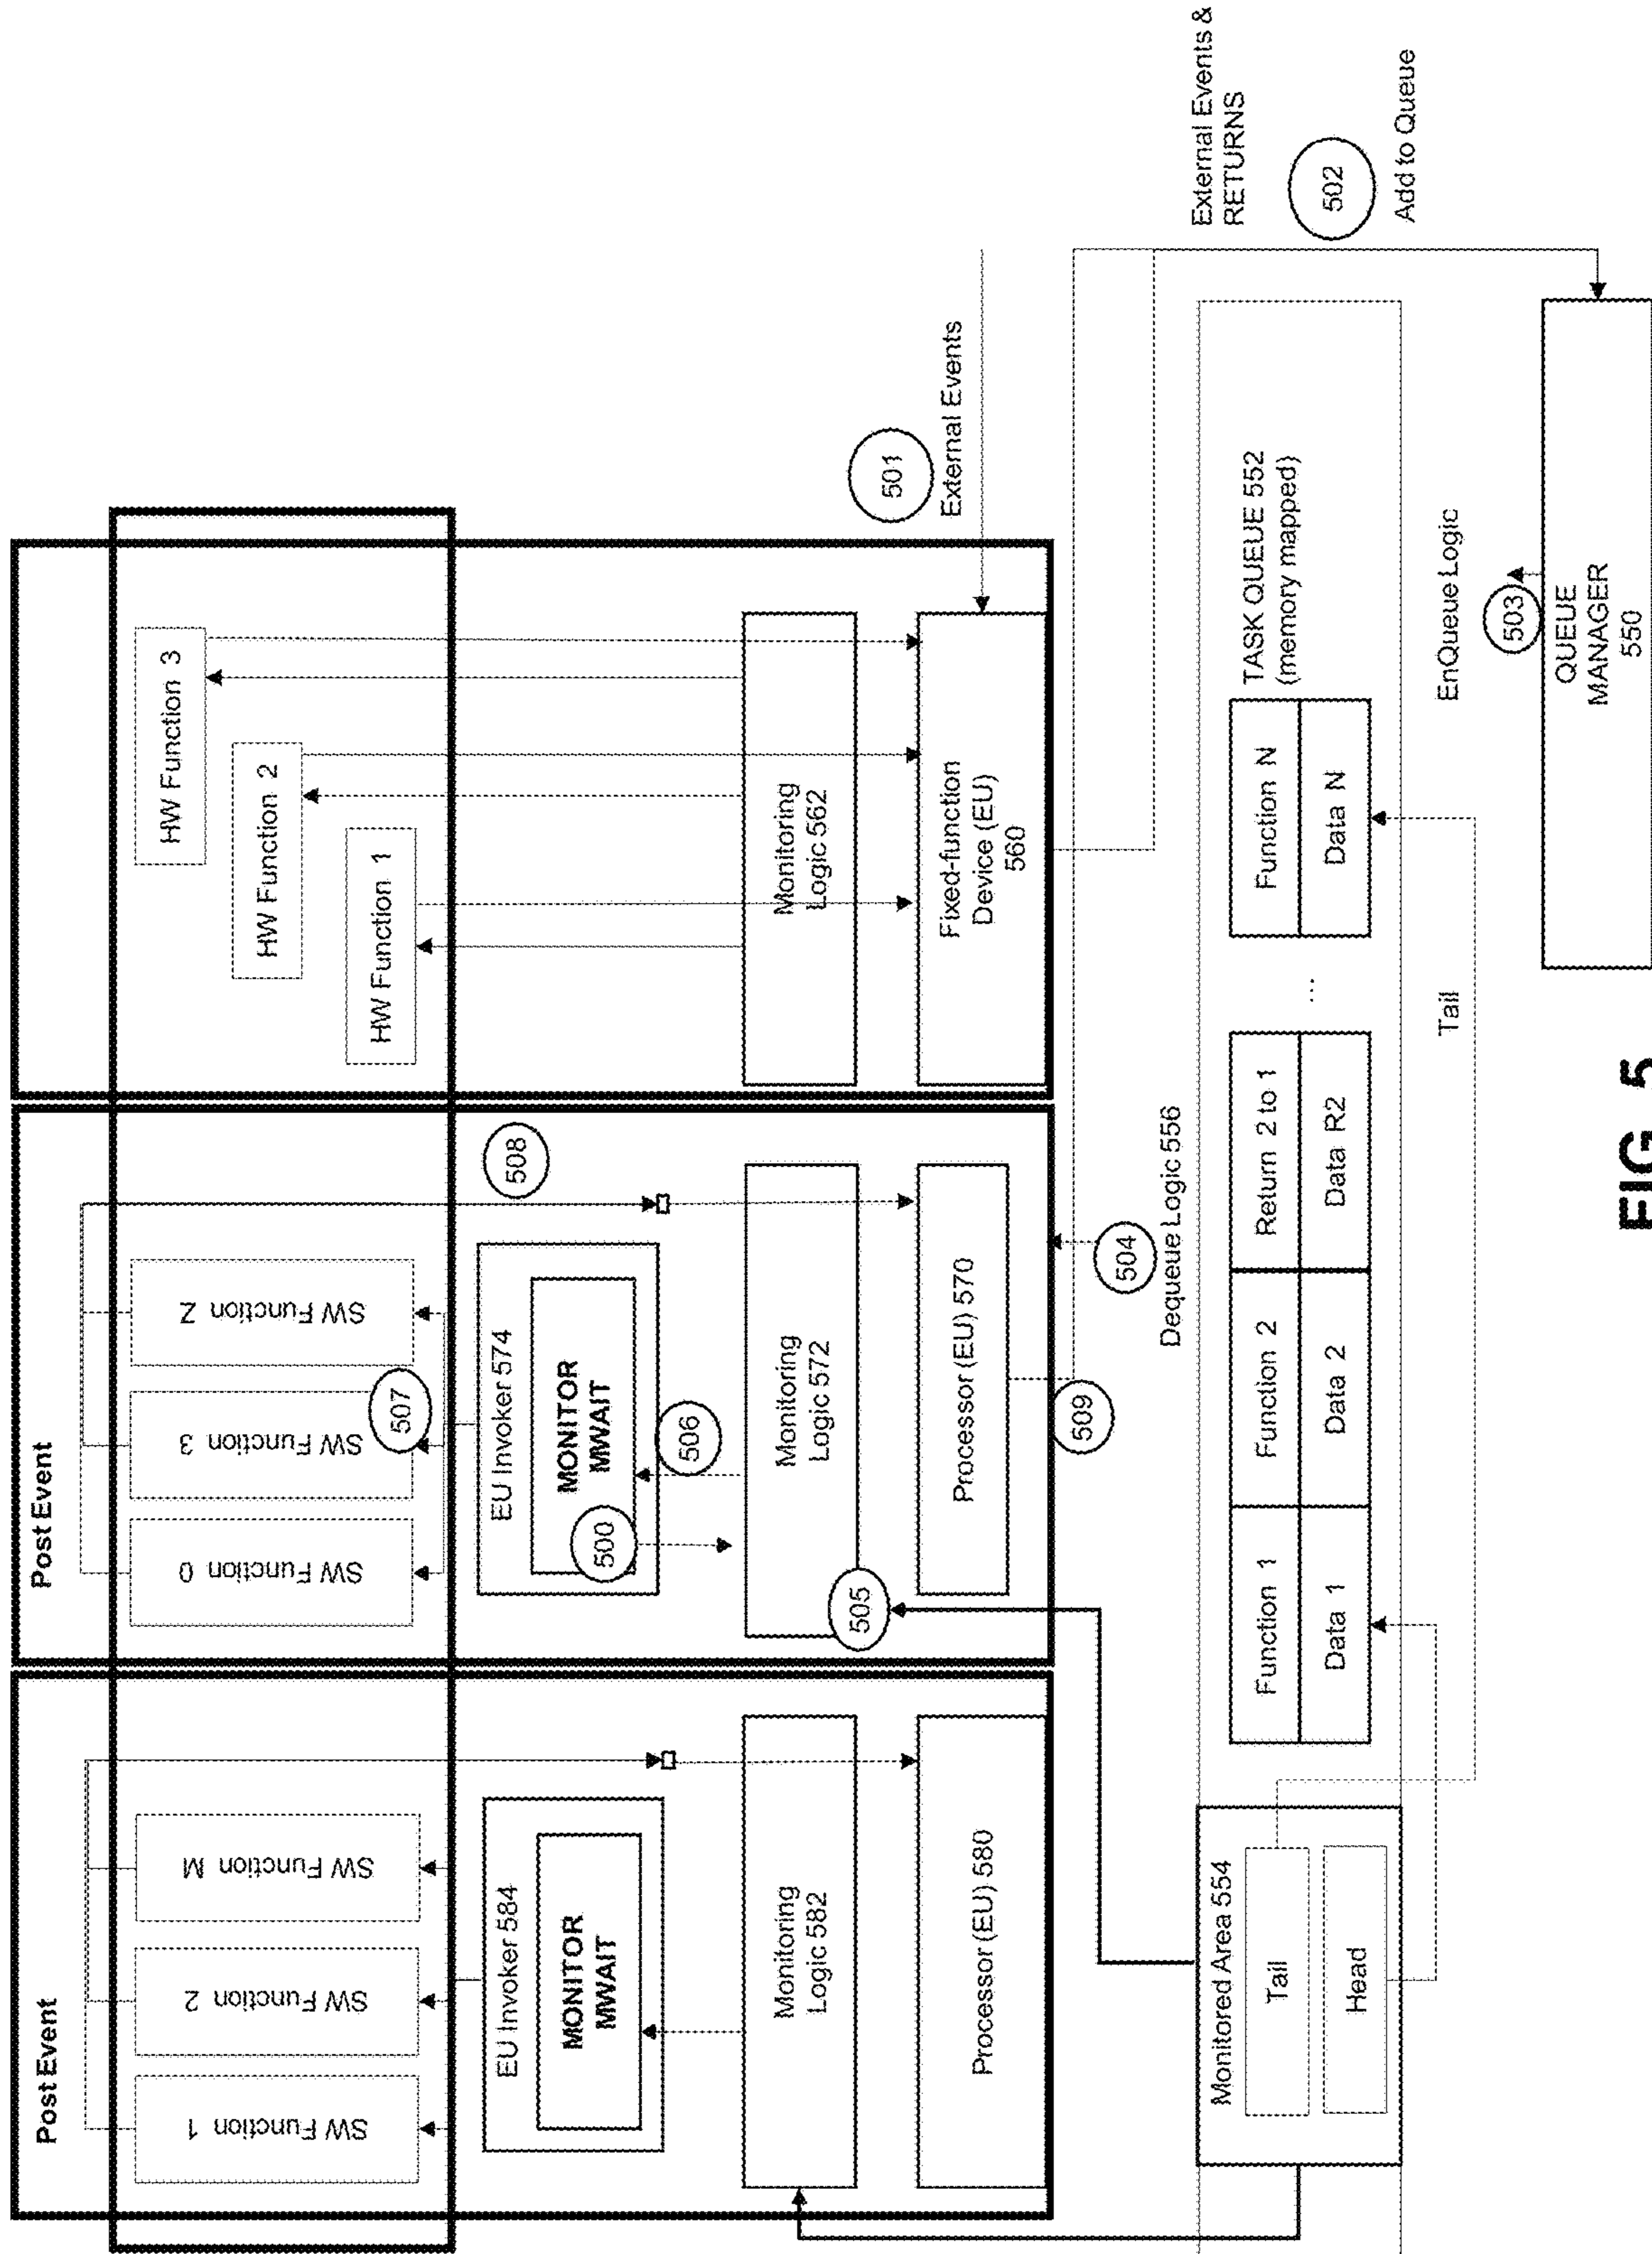 Post Event
SW Function 1
SW Function 2
SW Function M
EU Invoker 584
MONITOR
MWAIT
Monitoring
Logic 582
Processor (EU) 580
Post Event
SW Function 0
SW Function 3
SW Function Z
507
EU Invoker 574
508
MONITOR
MWAIT
500
506
Monitoring
Logic 572
505
Processor (EU) 570
509
504
HW Function 3
HW Function 2
HW Function 1
Monitoring
Logic 562
Fixed-function
Device (EU)
560
501
External Events
Dequeue Logic 556
External Events &
RETURNS
502
Add to Queue
Monitored Area 554
Tail
Head
Function 1
Function 2
Return 2 to 1
...
Function N
Data 1
Data 2
Data R2
Data N
TASK QUEUE 552
(memory mapped)
Tail
EnQueue Logic
503
QUEUE
MANAGER
550
FIG. 5